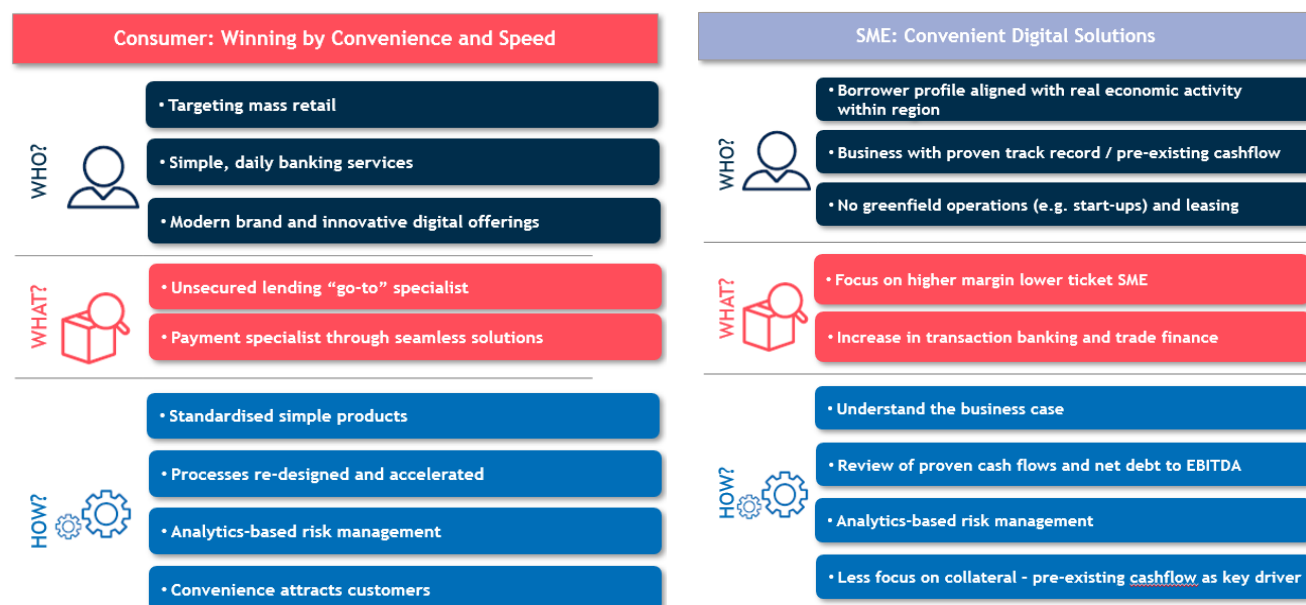 Consumer: Winning by Convenience and Speed
WHO?
• Targeting mass retail
• Simple, daily banking services
• Modern brand and innovative digital offerings
WHAT?
• Unsecured lending “go-to” specialist
• Payment specialist through seamless solutions
HOW?
• Standardised simple products
• Processes re-designed and accelerated
• Analytics-based risk management
• Convenience attracts customers
SME: Convenient Digital Solutions
WHO?
• Borrower profile aligned with real economic activity
within region
• Business with proven track record / pre-existing cashflow
• No greenfield operations (e.g. start-ups) and leasing
WHAT?
• Focus on higher margin lower ticket SME
• Increase in transaction banking and trade finance
HOW?
• Understand the business case
• Review of proven cash flows and net debt to EBITDA
• Analytics-based risk management
• Less focus on collateral – pre-existing cashflow as key driver